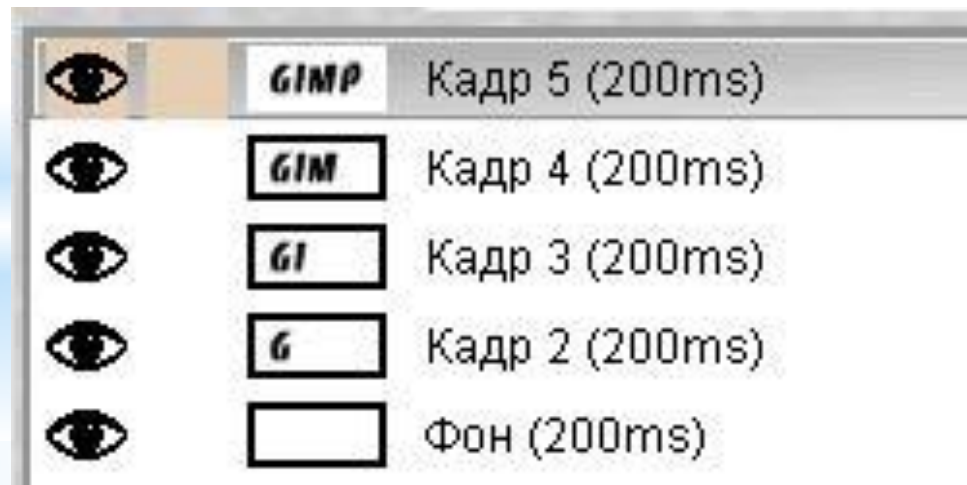 GIMP Кадр 5 (200ms)
GIM Кадр 4 (200ms)
GI Кадр 3 (200ms)
G Кадр 2 (200ms)
Фон (200ms)